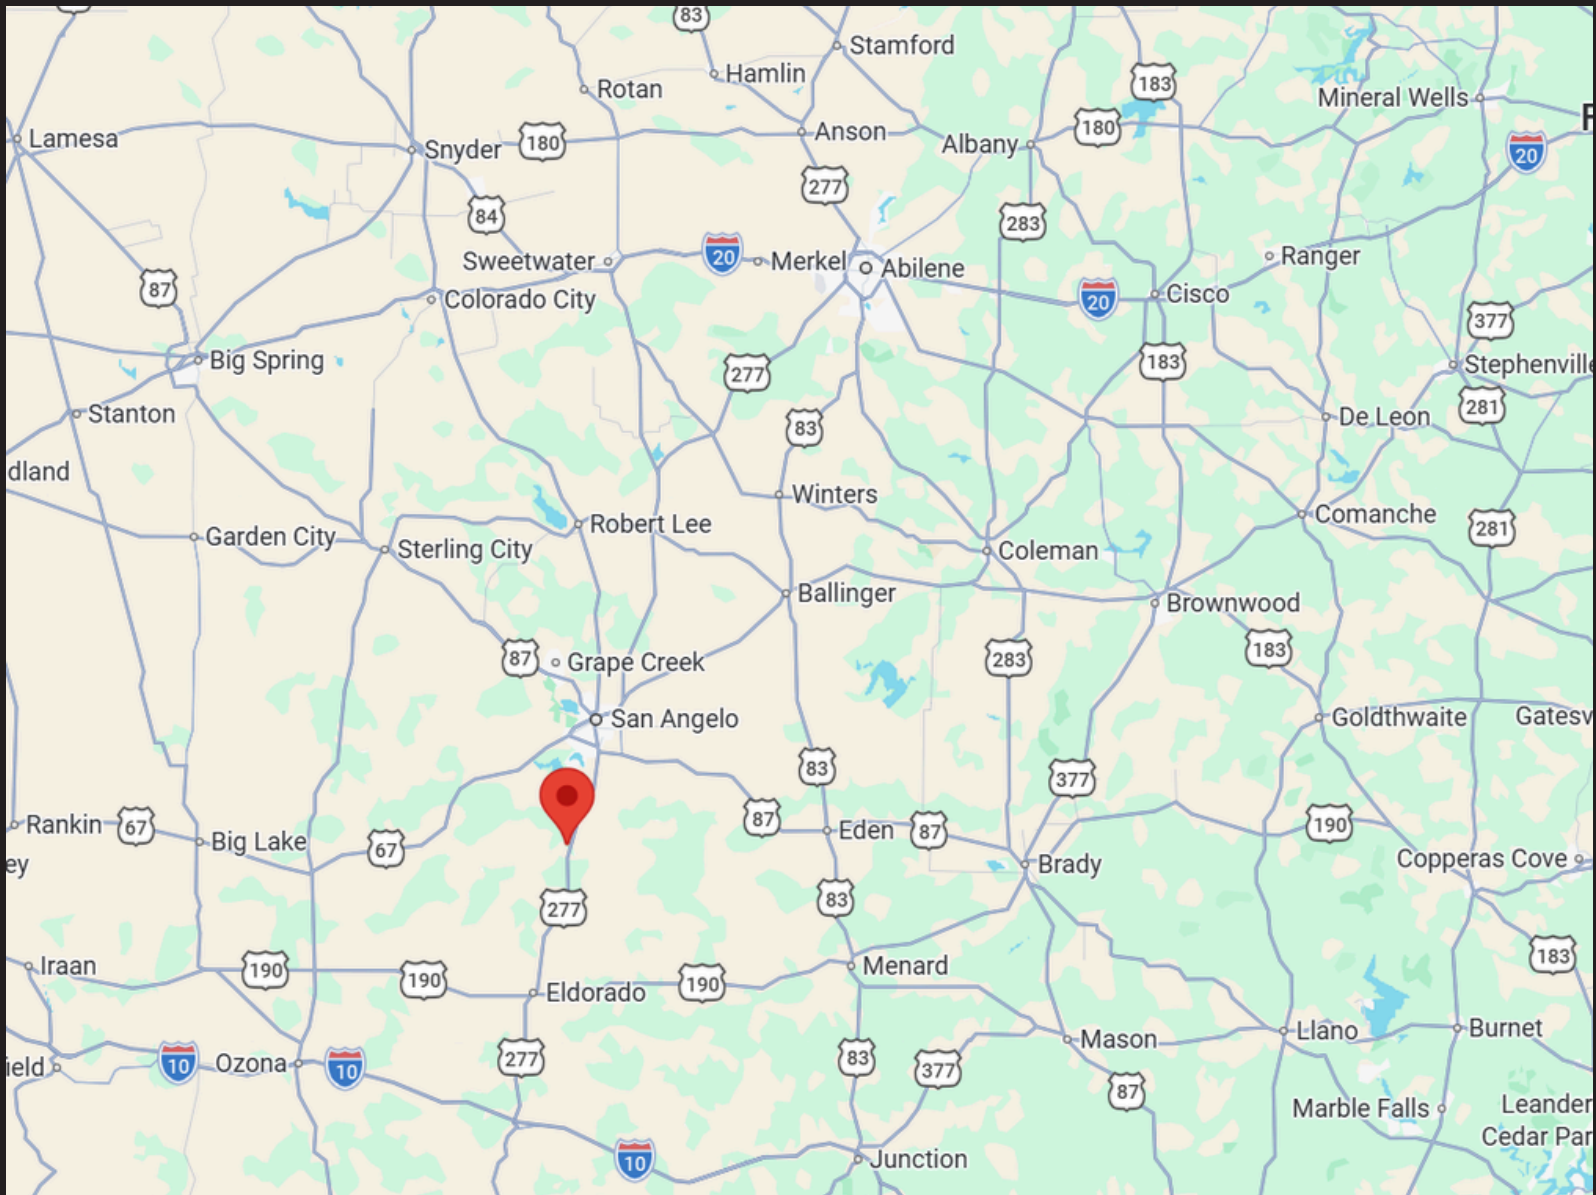 83
Stamford
Hamlin
183
Rotan
Mineral Wells
F
Lamesa
Snyder
180
Anson
Albany
180
20
277
84
283
Sweetwater
20
Merkel
Abilene
Ranger
87
Colorado City
20
Cisco
377
Big Spring
277
183
Stephenville
Stanton
83
De Leon
281
dland
Winters
Robert Lee
Comanche
Garden City
Sterling City
Coleman
281
Ballinger
Brownwood
87
Grape Creek
283
183
San Angelo
Goldthwaite
Gatesv
83
377
Rankin
67
Big Lake
67
87
Eden
87
190
ey
Brady
Copperas Cove
277
83
Iraan
190
190
Eldorado
190
Menard
183
277
Llano
Burnet
ield
10
Ozona
10
83
377
Mason
87
Marble Falls
Leander
Cedar Par
10
Junction